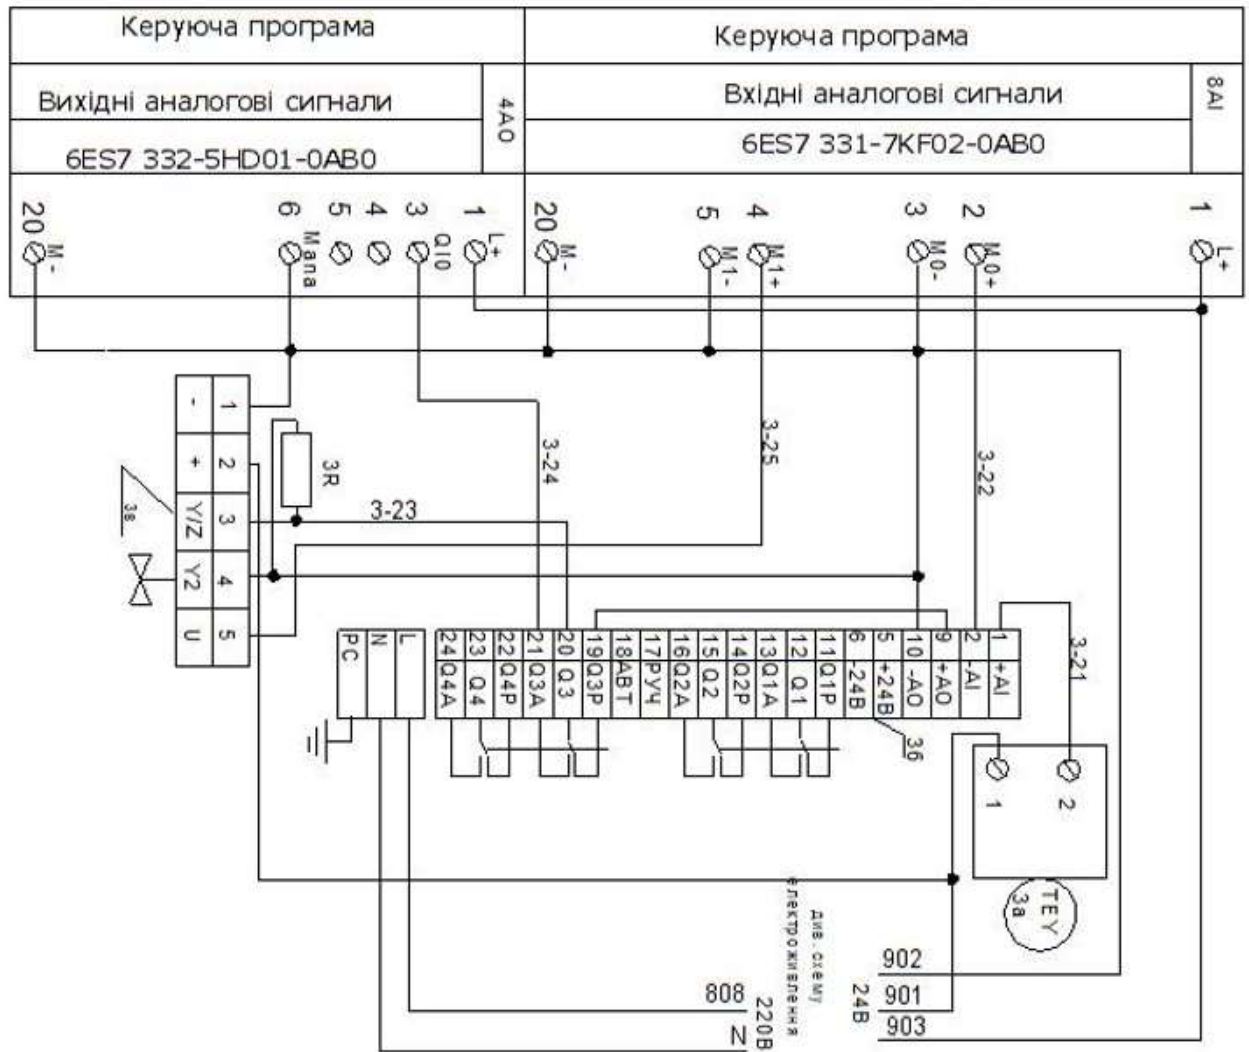 Керуюча програма
Керуюча програма
Вихідні аналогові сигнали
4AO
Вхідні аналогові сигнали
8AI
6ES7 332-5HD01-0AB0
6ES7 331-7KF02-0AB0
20 M-
6 Мана
5
4
3 QI0
1 L+
20 M-
5 M1-
4 M1+
3 M0-
2 M0+
1 L+
1 -
2 +
3 Y/Z
4 Y2
5 U
3в
3R
3-23
3-24
3-25
3-22
3-21
PC
N
L
24 Q4A
23 Q4
22 Q4P
21 Q3A
20 Q3
19 Q3P
18 АВТ
17 РУЧ
16 Q2A
15 Q2
14 Q2P
13 Q1A
12 Q1
11 Q1P
6 -24В
5 +24В
10 -AO
9 +AO
2 -AI
1 +AI
3б
1
2
TEY
3а
див. схему
електроживлення
902
901
903
24В
808
N
220В